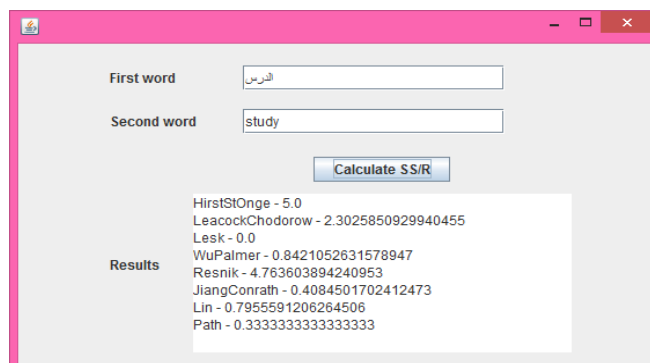 First word
الدرس
Second word
study
Calculate SS/R
Results
HirstStOnge - 5.0
LeacockChodorow - 2.3025850929940455
Lesk - 0.0
WuPalmer - 0.8421052631578947
Resnik - 4.763603894240953
JiangConrath - 0.4084501702412473
Lin - 0.7955591206264506
Path - 0.3333333333333333